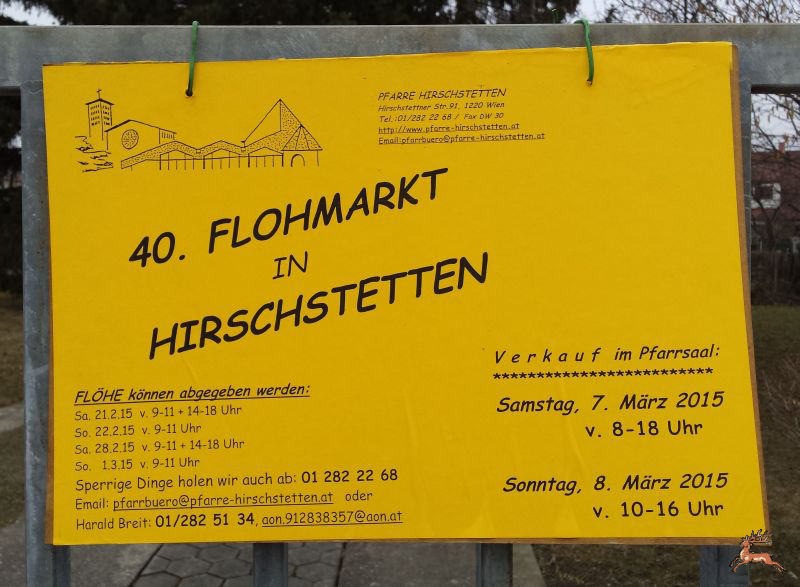 PFARRE HIRSCHSTETTEN
Hirschstettner Str.91, 1220 Wien
Tel.:01/282 22 68 / Fax DW 30
http://www.pfarre-hirschstetten.at
Email:pfarrbuero@pfarre-hirschstetten.at
40. FLOHMARKT
IN
HIRSCHSTETTEN
FLÖHE können abgegeben werden:
Sa. 21.2.15 v. 9-11 + 14-18 Uhr
So. 22.2.15 v. 9-11 Uhr
Sa. 28.2.15 v. 9-11 + 14-18 Uhr
So. 1.3.15 v. 9-11 Uhr
Sperrige Dinge holen wir auch ab: 01 282 22 68
Email: pfarrbuero@pfarre-hirschstetten.at oder
Harald Breit: 01/282 51 34, aon.912838357@aon.at
V e r k a u f im Pfarrsaal:
*************************
Samstag, 7. März 2015
v. 8-18 Uhr
Sonntag, 8. März 2015
v. 10-16 Uhr